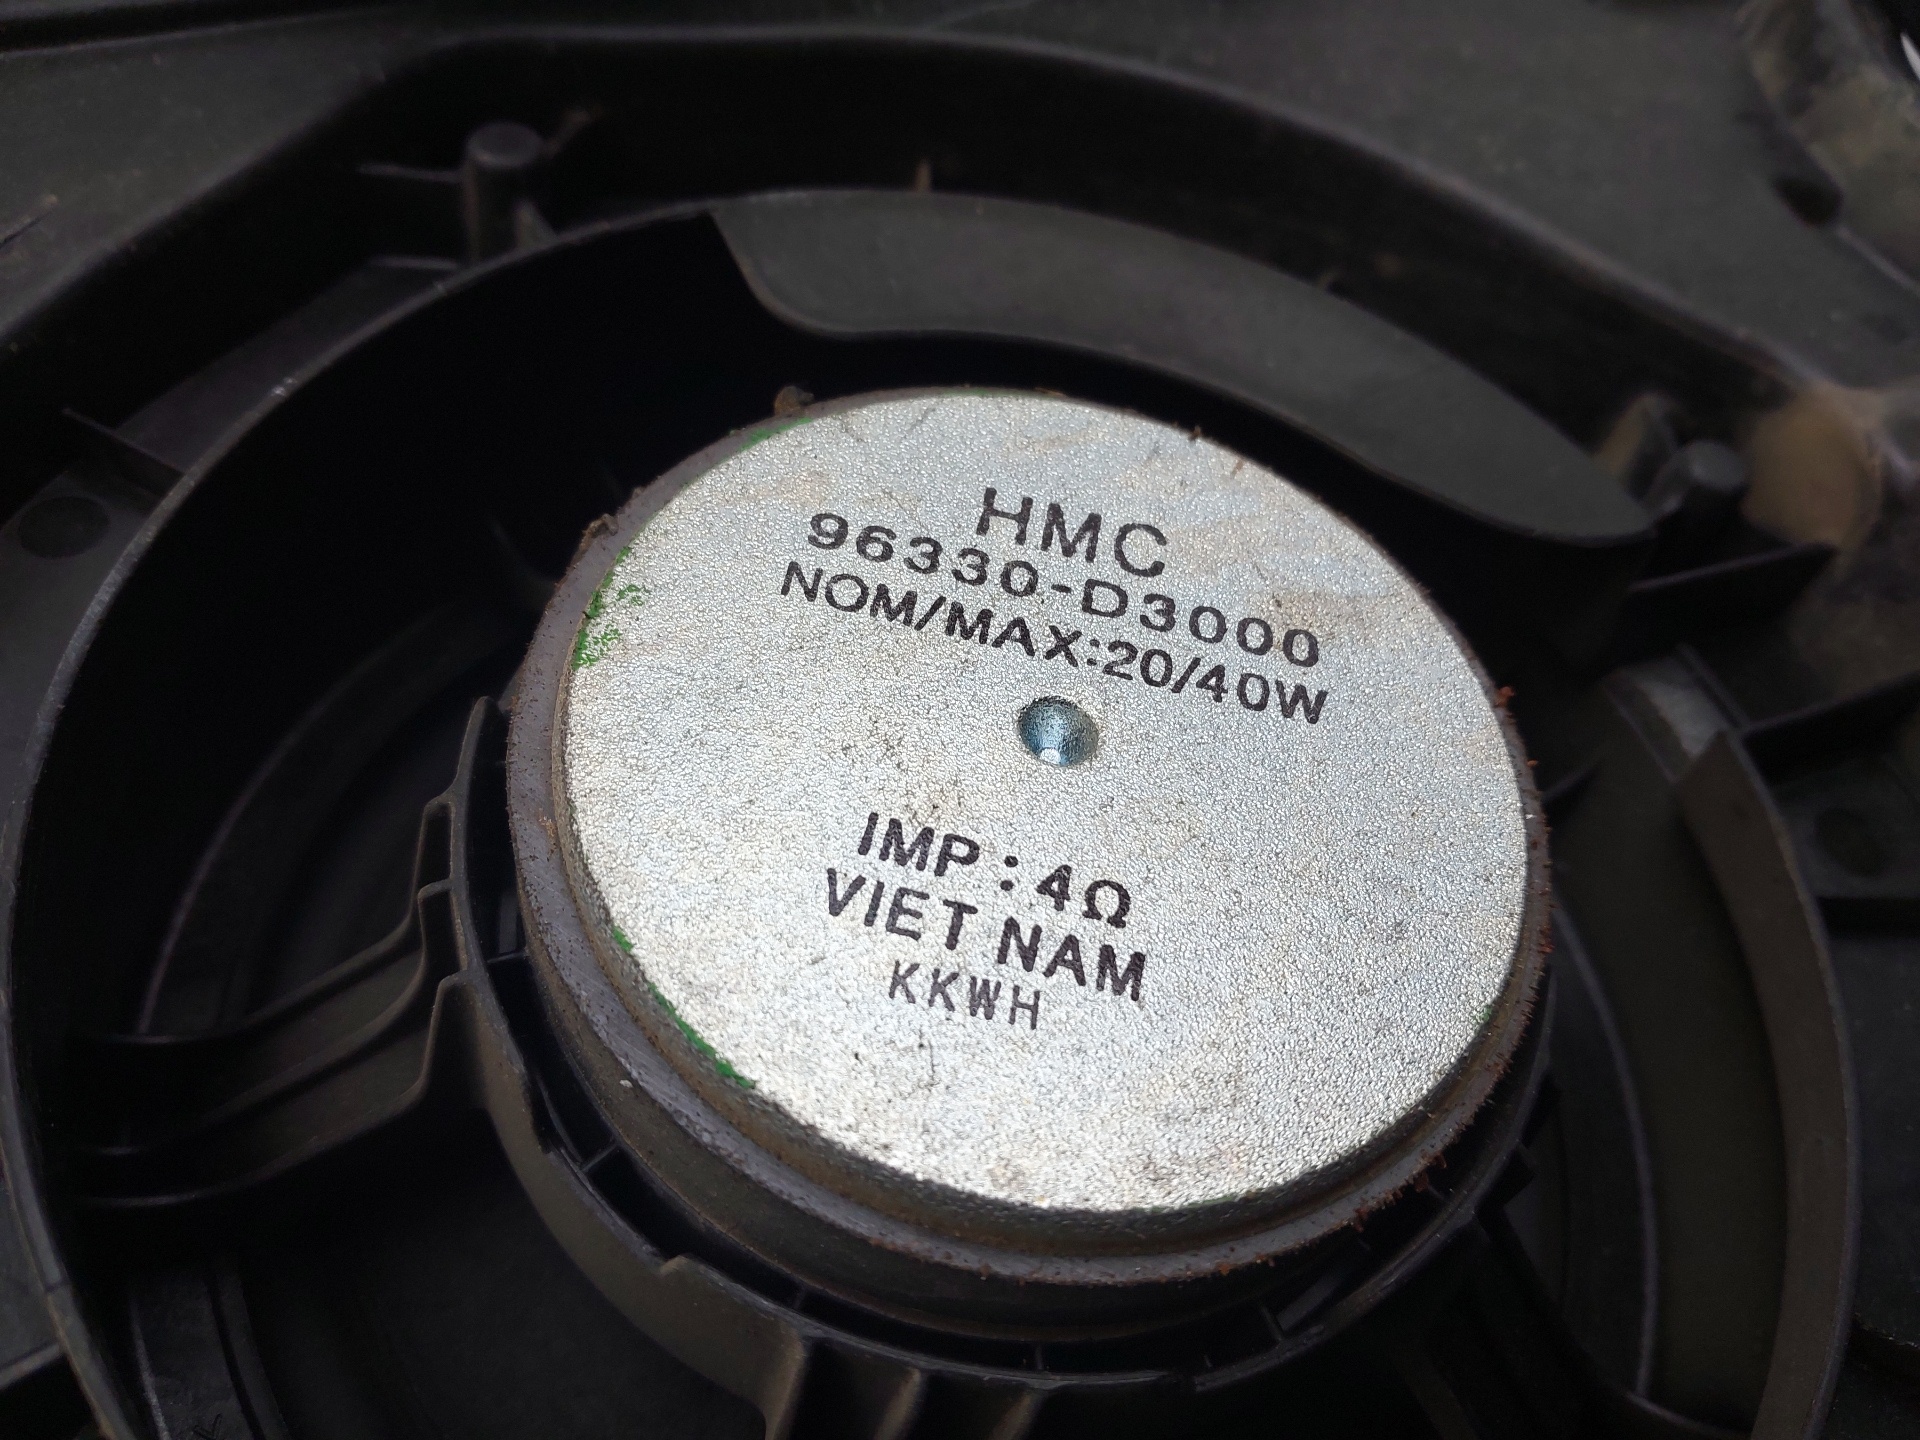 HMC
96330-D3000
NOM/MAX:20/40W
IMP : 4Ω
VIET NAM
KKWH